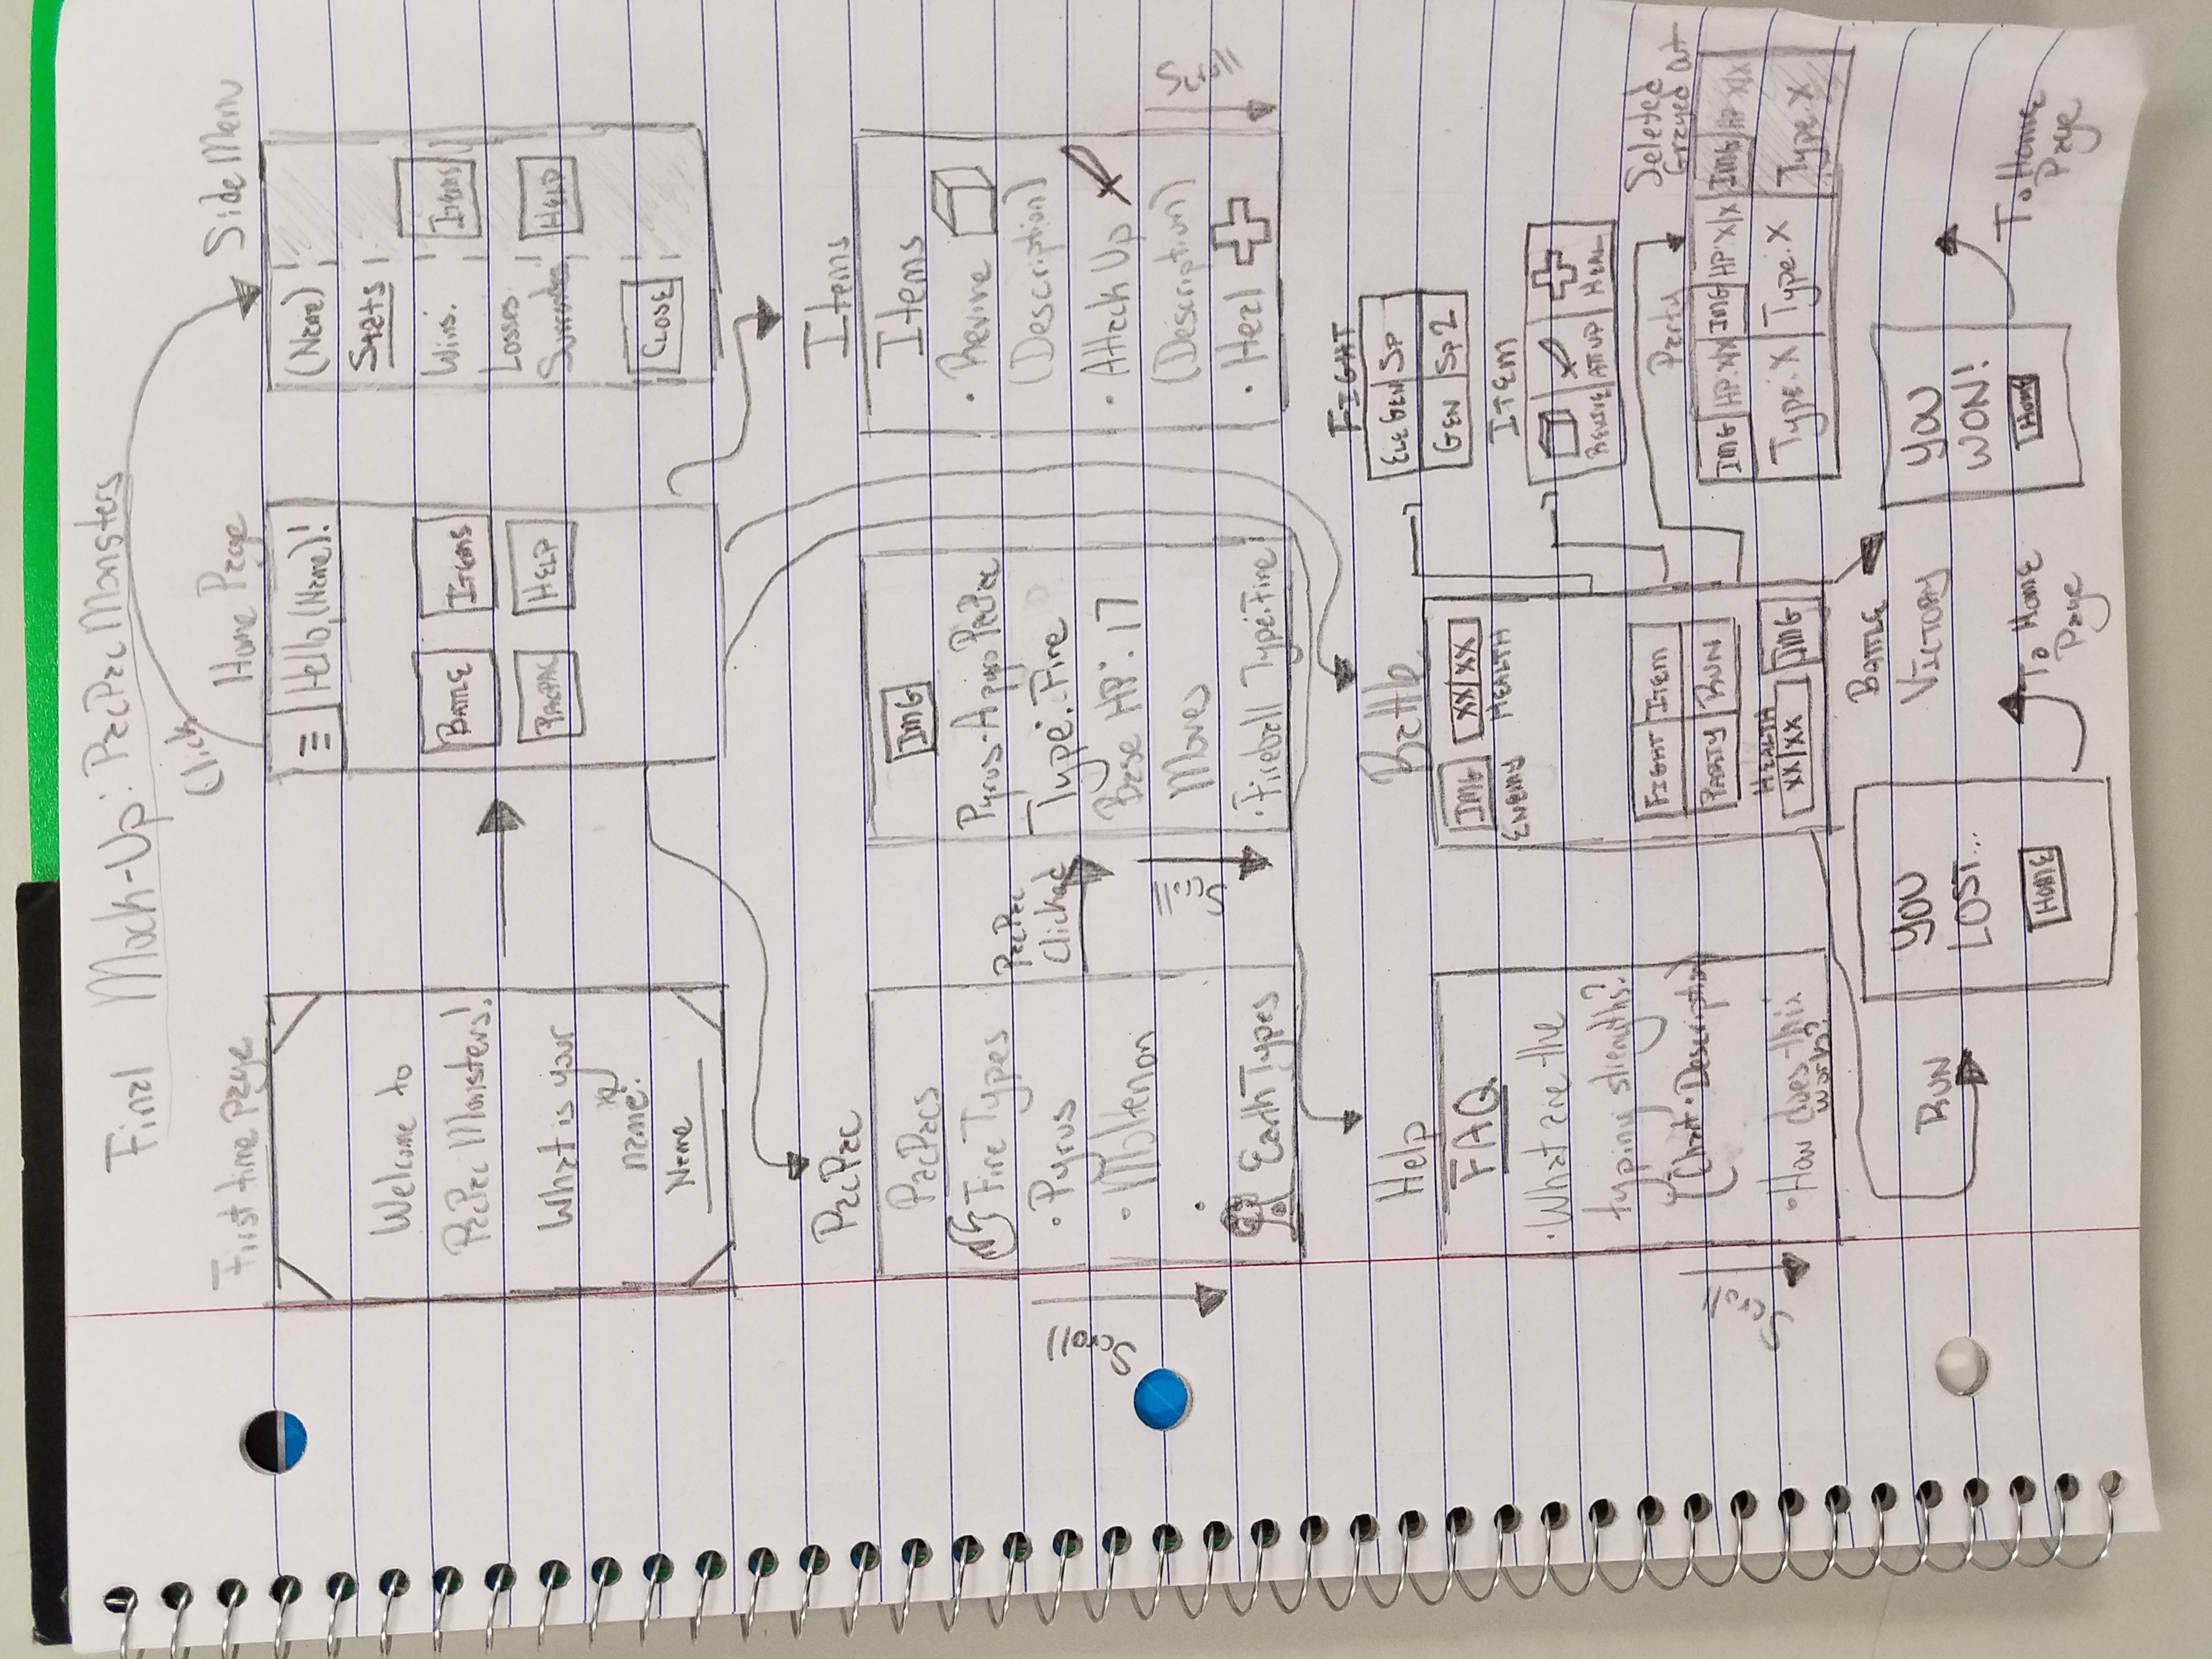 Final Mock-Up: PacPac Monsters
Click
First time page
Home Page
Side Menu
Welcome to
PacPac Monsters!
What is your
name?
Name
Hello, (Name)!
BATTLE
ITEMS
PACPAC
HELP
(Name)
Stats
Wins:
Losses
Surrender
ITEMS
HELP
CLOSE
PacPac
PacPacs
Fire Types
• Pyrus
• Moltenon
•
Earth Types
Scroll
PacPac
Clicked
IMG
Pyrus - A pyro PacPac
Type: Fire
Base HP: 17
Moves
• Fireball Type: Fire
Scroll
Items
Items
• Revive
(Description)
• Attack Up
(Description)
• Heal
Scroll
Help
FAQ
• What are the
typing strengths?
(Chart • Description)
• How does this
works?
Scroll
Battle
IMG
XX/XX
ENEMY
HEALTH
FIGHT ITEM
PARTY RUN
HEALTH
XX/XX
IMG
FIGHT
ELE GEN SP
GEN SP2
ITEM
REVIVE ATT UP HEAL
Party
Seleted
Grayed Out
IMG HP: X/X IMG HP: X/X IMG HP: X/X
Type: X Type: X Type: X
RUN
YOU
LOST...
HOME
To HOME
Page
BATTLE
VICTORY
YOU
WON!
HOME
To HOME
Page